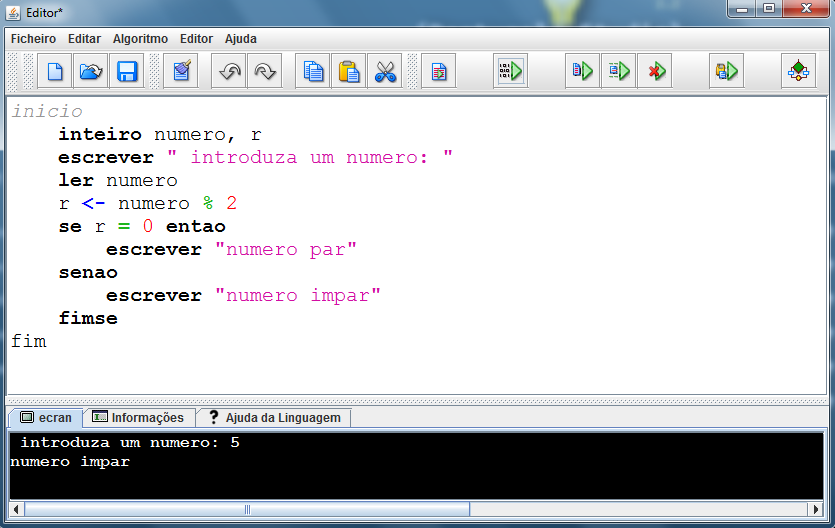 Editor*
Ficheiro Editar Algoritmo Editor Ajuda
inicio
inteiro numero, r
escrever " introduza um numero: "
ler numero
r <- numero % 2
se r = 0 entao
escrever "numero par"
senao
escrever "numero impar"
fimse
fim
ecran Informações ? Ajuda da Linguagem
introduza um numero: 5
numero impar